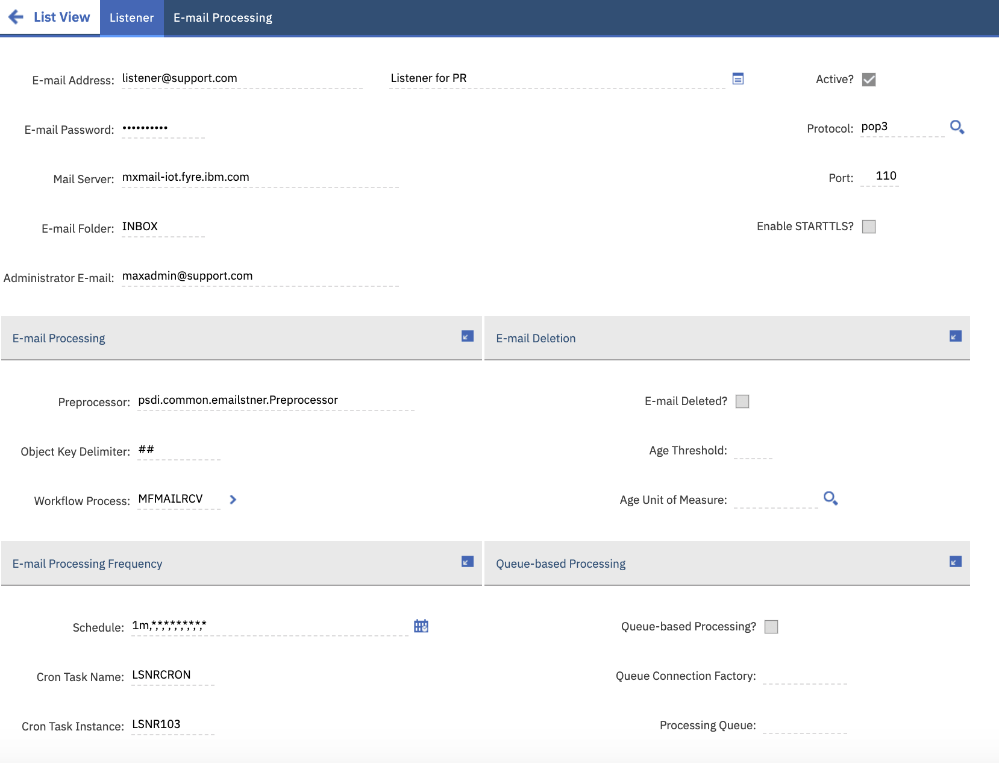 List View
Listener
E-mail Processing
E-mail Address: listener@support.com
Listener for PR
Active?
E-mail Password: ••••••••••
Protocol: pop3
Mail Server: mxmail-iot.fyre.ibm.com
Port: 110
E-mail Folder: INBOX
Enable STARTTLS?
Administrator E-mail: maxadmin@support.com
E-mail Processing
E-mail Deletion
Preprocessor: psdi.common.emailstner.Preprocessor
E-mail Deleted?
Object Key Delimiter: ##
Age Threshold:
Workflow Process: MFMAILRCV
Age Unit of Measure:
E-mail Processing Frequency
Queue-based Processing
Schedule: 1m,*,*,*,*,*,*,*,*,*
Queue-based Processing?
Cron Task Name: LSNRCRON
Queue Connection Factory:
Cron Task Instance: LSNR103
Processing Queue: